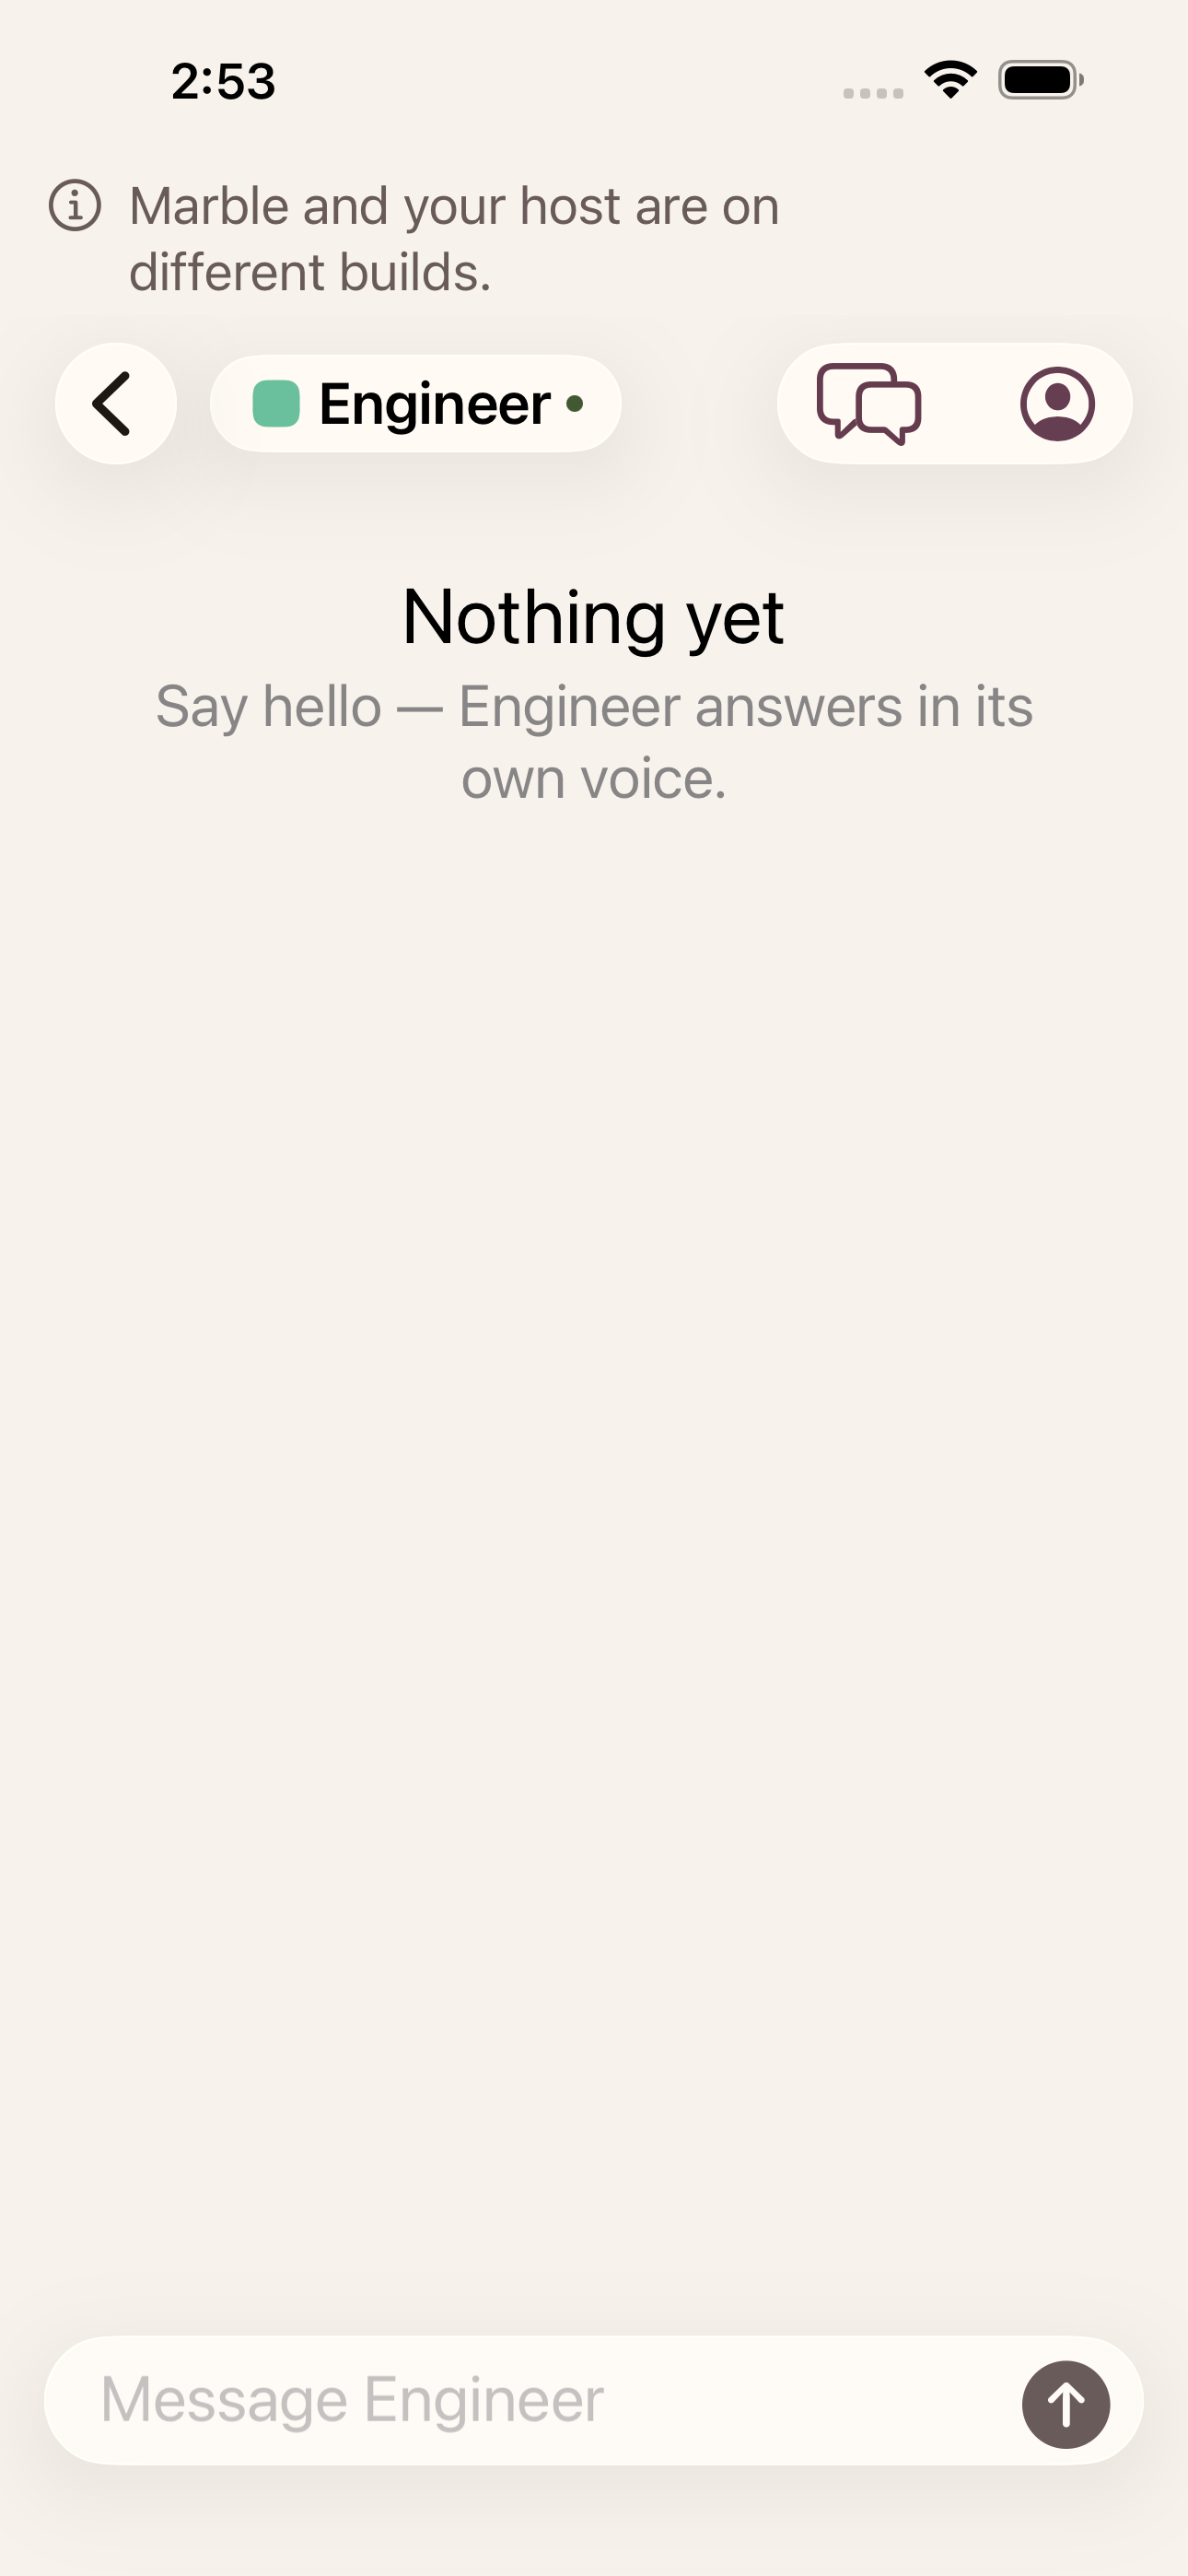 2:53
Marble and your host are on
different builds.
Engineer
Nothing yet
Say hello — Engineer answers in its
own voice.
Message Engineer